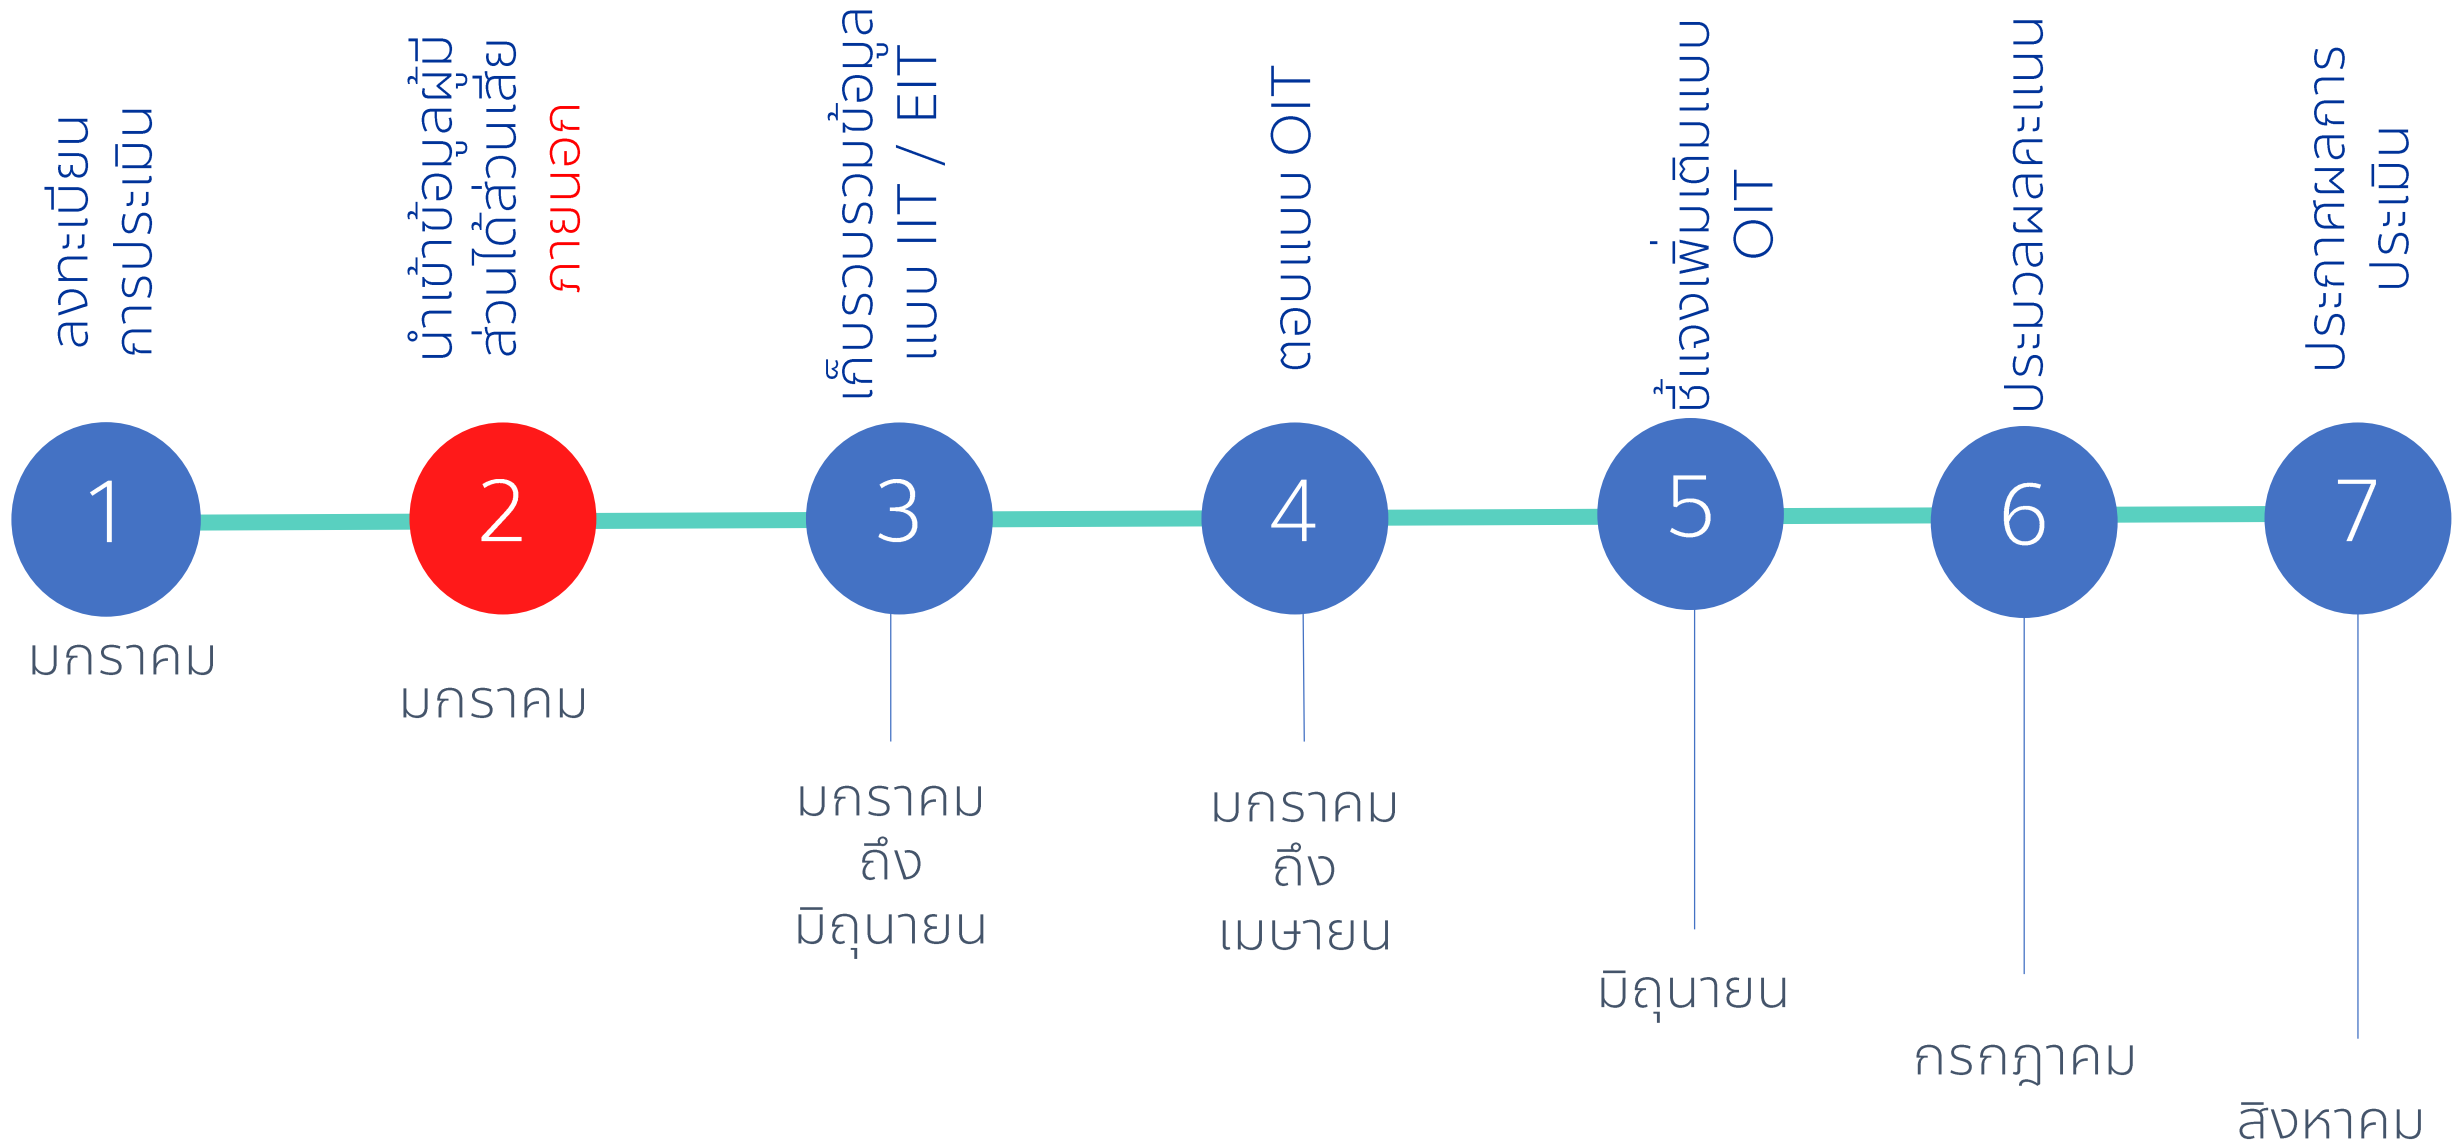 ลงทะเบียน
การประเมิน
นำเข้าข้อมูลผู้มี
ส่วนได้ส่วนเสีย
ภายนอก
เก็บรวบรวมข้อมูล
แบบ IIT / EIT
ตอบแบบ OIT
ชี้แจงเพิ่มเติมแบบ
OIT
ประมวลผลคะแนน
ประกาศผลการ
ประเมิน
1
2
3
4
5
6
7
มกราคม
มกราคม
มกราคม
ถึง
มิถุนายน
มกราคม
ถึง
เมษายน
มิถุนายน
กรกฎาคม
สิงหาคม